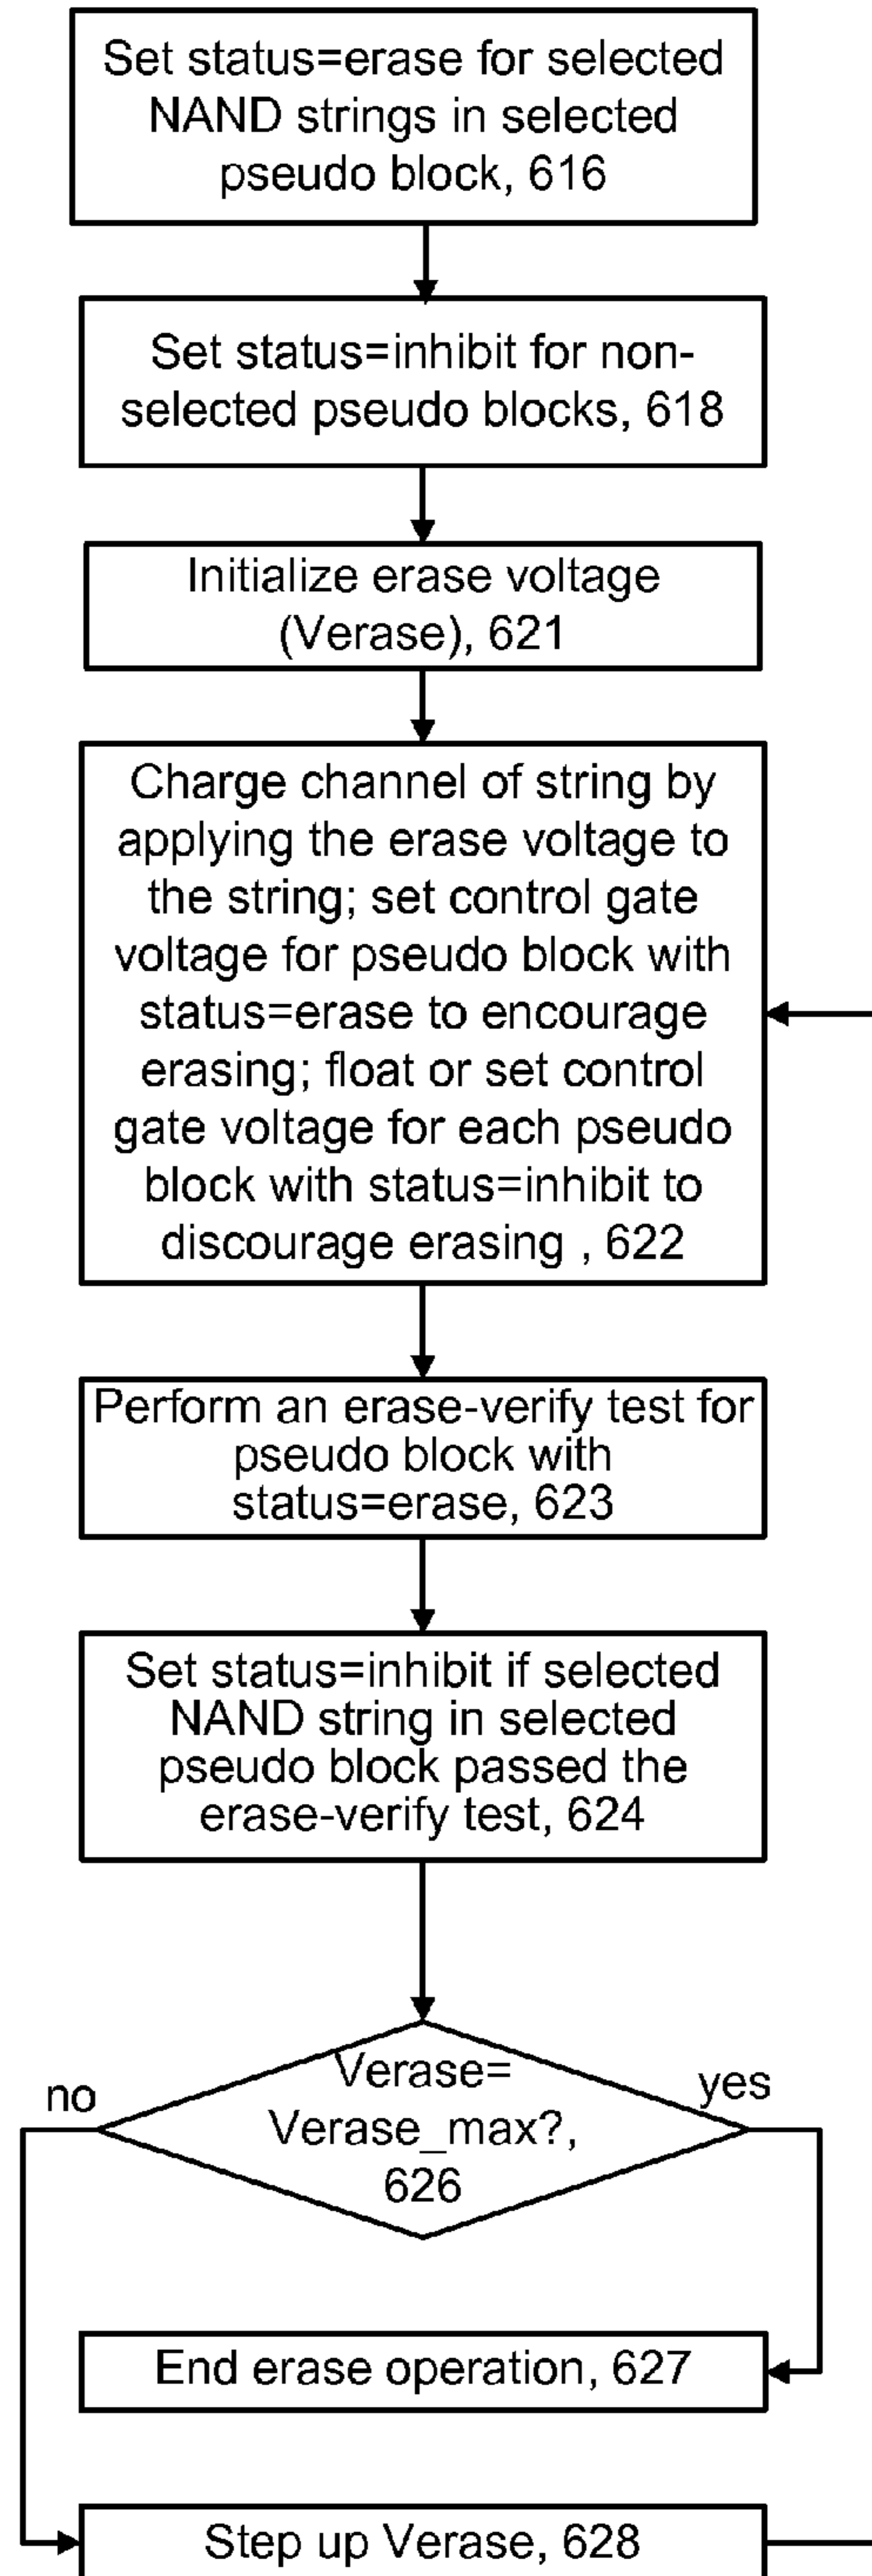 Set status=erase for selected
NAND strings in selected
pseudo block, 616
Set status=inhibit for non-
selected pseudo blocks, 618
Initialize erase voltage
(Verase), 621
Charge channel of string by
applying the erase voltage to
the string; set control gate
voltage for pseudo block with
status=erase to encourage
erasing; float or set control
gate voltage for each pseudo
block with status=inhibit to
discourage erasing , 622
Perform an erase-verify test for
pseudo block with
status=erase, 623
Set status=inhibit if selected
NAND string in selected
pseudo block passed the
erase-verify test, 624
no
Verase=
yes
Verase_max?,
626
End erase operation, 627
Step up Verase, 628